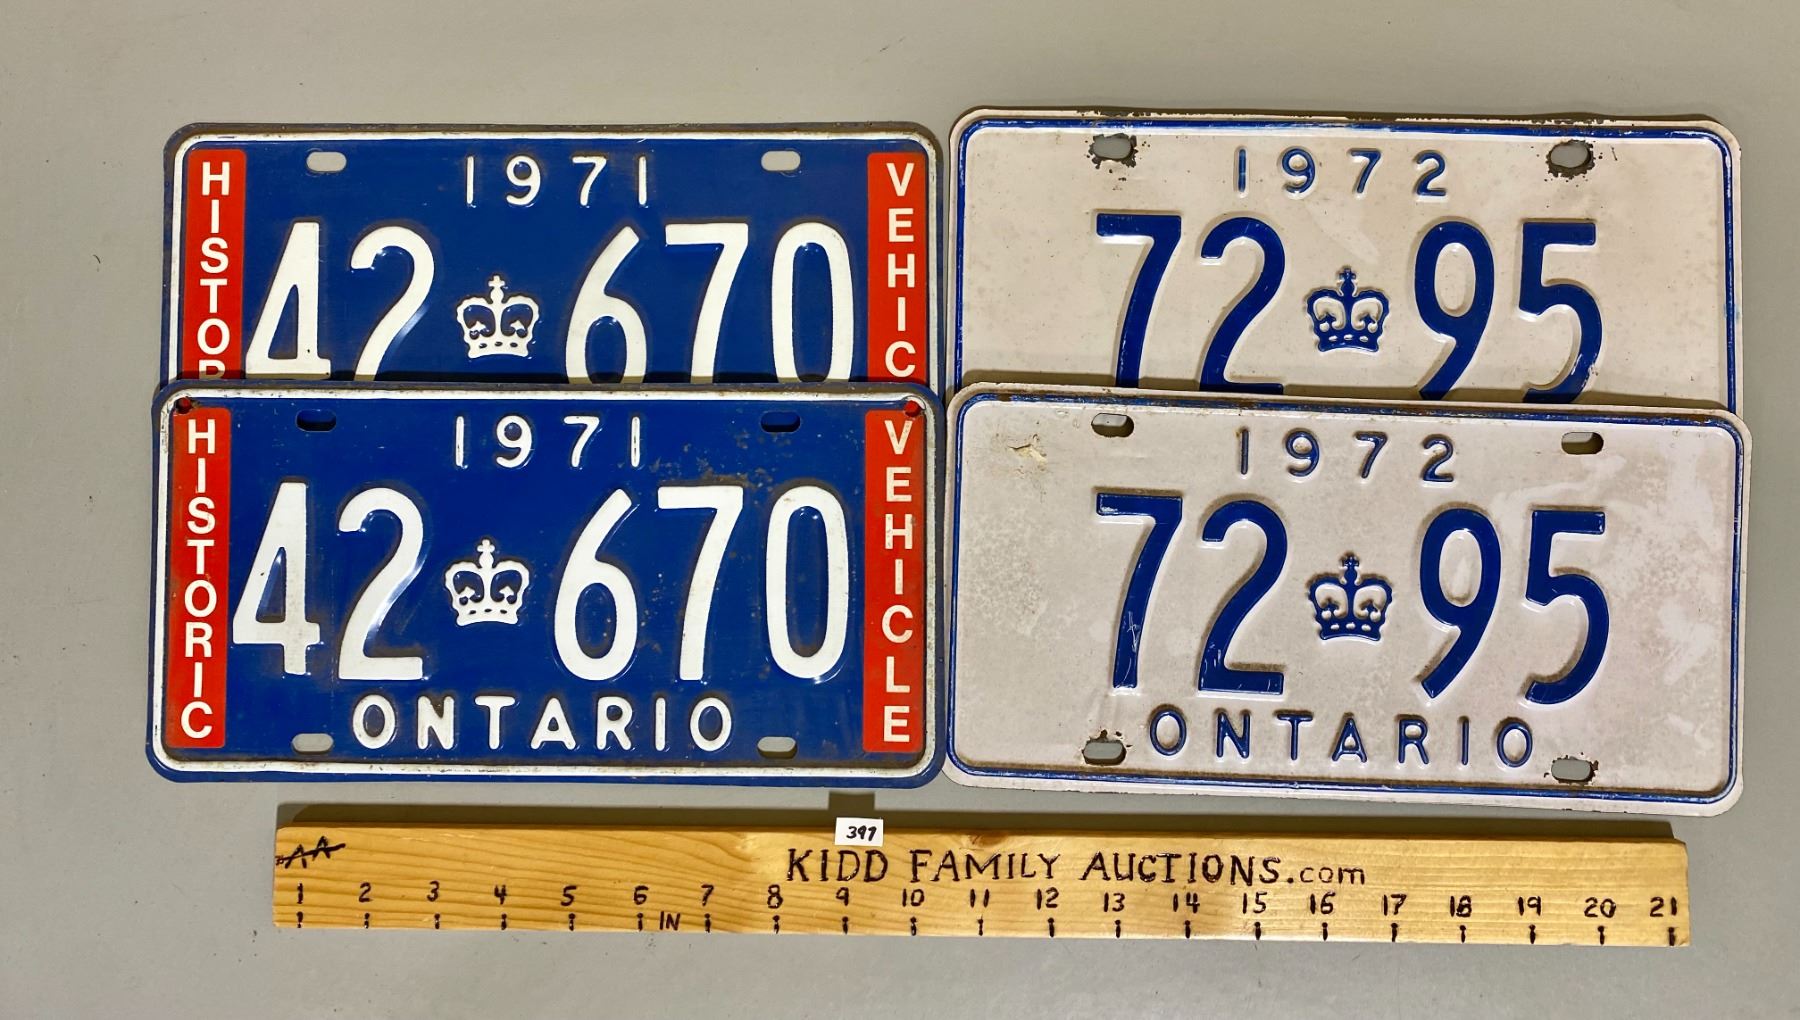 HISTOR
1971
42 670
VEHIC
1972
72 95
HISTORIC
1971
42 670
ONTARIO
VEHICLE
1972
72 95
ONTARIO
397
AA
KIDD FAMILY AUCTIONS.com
1 2 3 4 5 6 IN 7 8 9 10 11 12 13 14 15 16 17 18 19 20 21